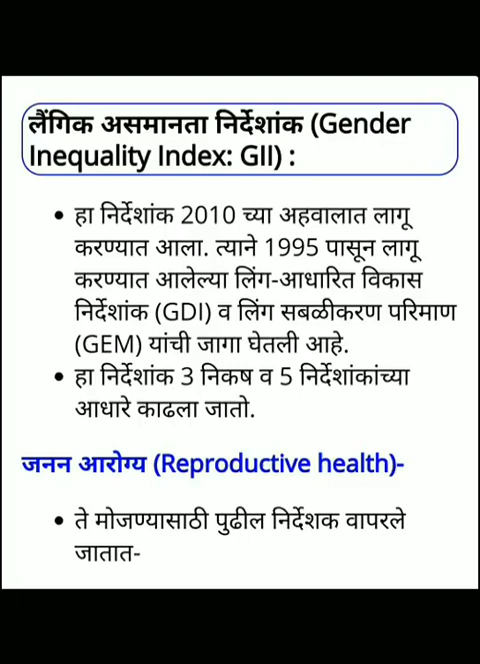 लैंगिक असमानता निर्देशांक (Gender
Inequality Index: GII) :
• हा निर्देशांक 2010 च्या अहवालात लागू
करण्यात आला. त्याने 1995 पासून लागू
करण्यात आलेल्या लिंग-आधारित विकास
निर्देशांक (GDI) व लिंग सबळीकरण परिमाण
(GEM) यांची जागा घेतली आहे.
• हा निर्देशांक 3 निकष व 5 निर्देशांकांच्या
आधारे काढला जातो.
जनन आरोग्य (Reproductive health)-
• ते मोजण्यासाठी पुढील निर्देशक वापरले
जातात-